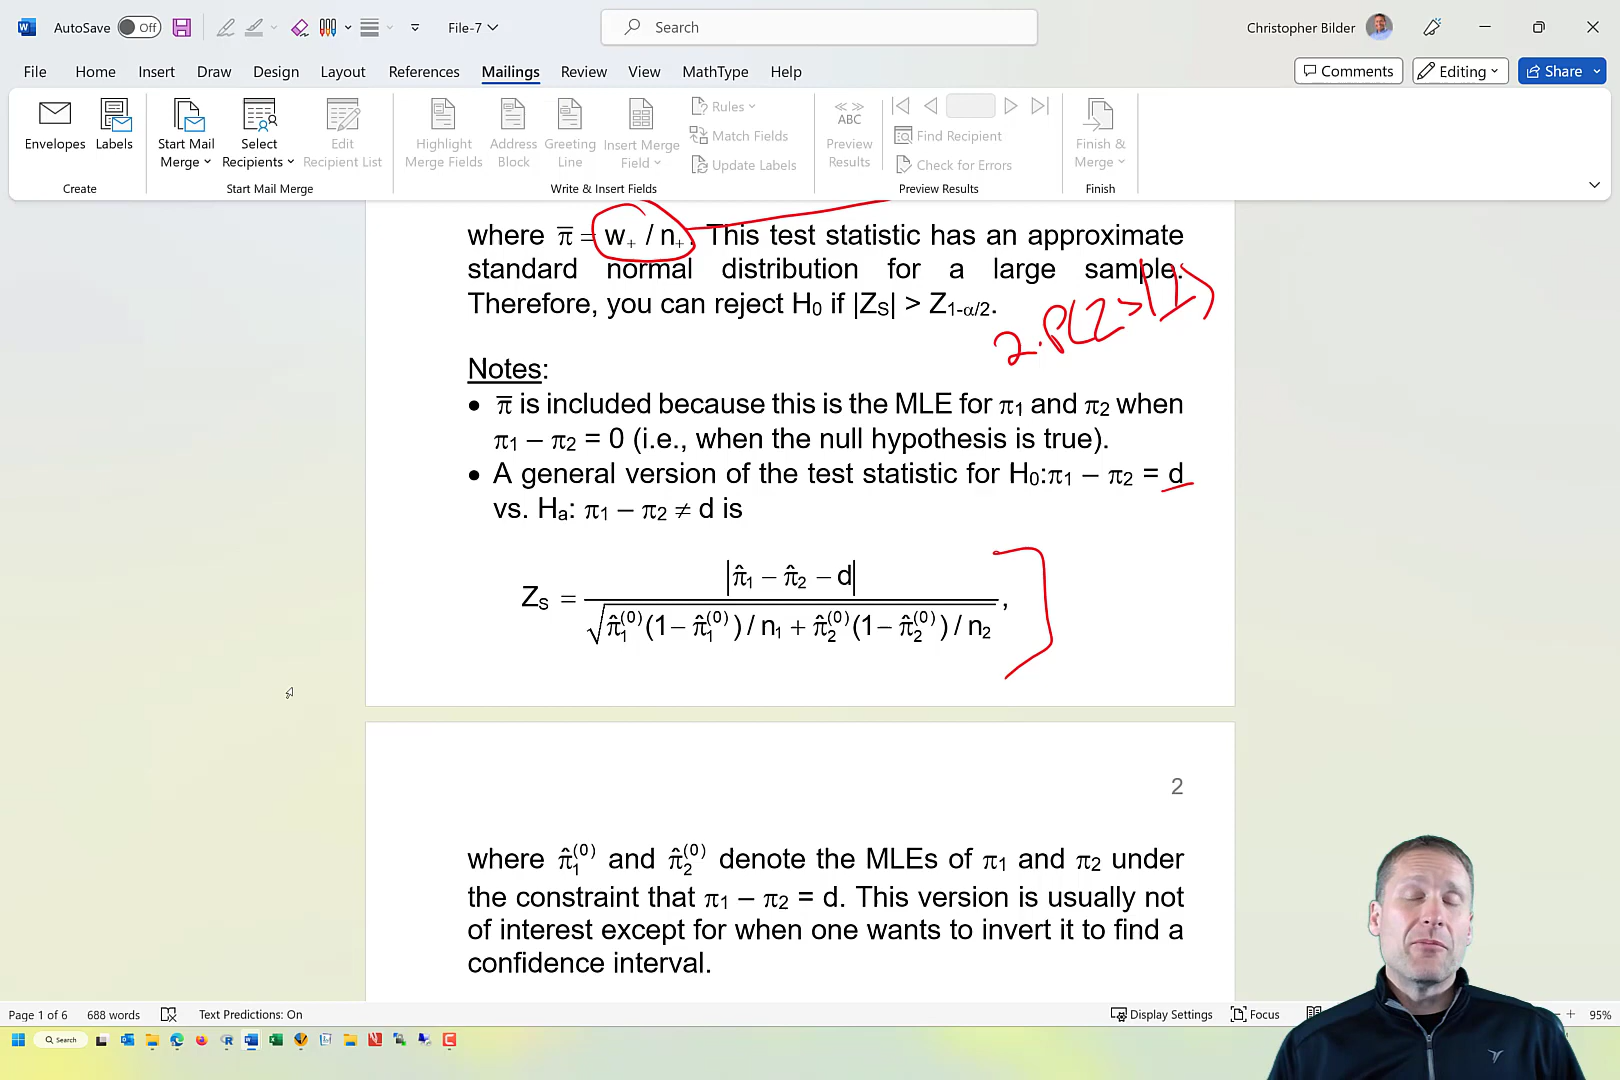 AutoSave Off File-7 Search Christopher Bilder
File Home Insert Draw Design Layout References Mailings Review View MathType Help Comments Editing Share
Envelopes Labels Start Mail Merge Select Recipients Edit Recipient List Highlight Merge Fields Address Block Greeting Line Insert Merge Field Rules Match Fields Update Labels ABC Preview Results Find Recipient Check for Errors Finish & Merge
Create Start Mail Merge Write & Insert Fields Preview Results Finish
where π̅ = w₊ / n₊. This test statistic has an approximate
standard normal distribution for a large sample.
Therefore, you can reject H₀ if |Z_S| > Z_{1-α/2}.
2·P(Z>|Z|)
Notes:
• π̅ is included because this is the MLE for π₁ and π₂ when
π₁ – π₂ = 0 (i.e., when the null hypothesis is true).
• A general version of the test statistic for H₀:π₁ – π₂ = d
vs. Hₐ: π₁ – π₂ ≠ d is
|π̂₁ – π̂₂ – d|
Z_S =
√π̂₁⁽⁰⁾(1– π̂₁⁽⁰⁾) / n₁ + π̂₂⁽⁰⁾(1– π̂₂⁽⁰⁾) / n₂ ,
2
where π̂₁⁽⁰⁾ and π̂₂⁽⁰⁾ denote the MLEs of π₁ and π₂ under
the constraint that π₁ – π₂ = d. This version is usually not
of interest except for when one wants to invert it to find a
confidence interval.
Page 1 of 6 688 words Text Predictions: On Display Settings Focus 95%
Search